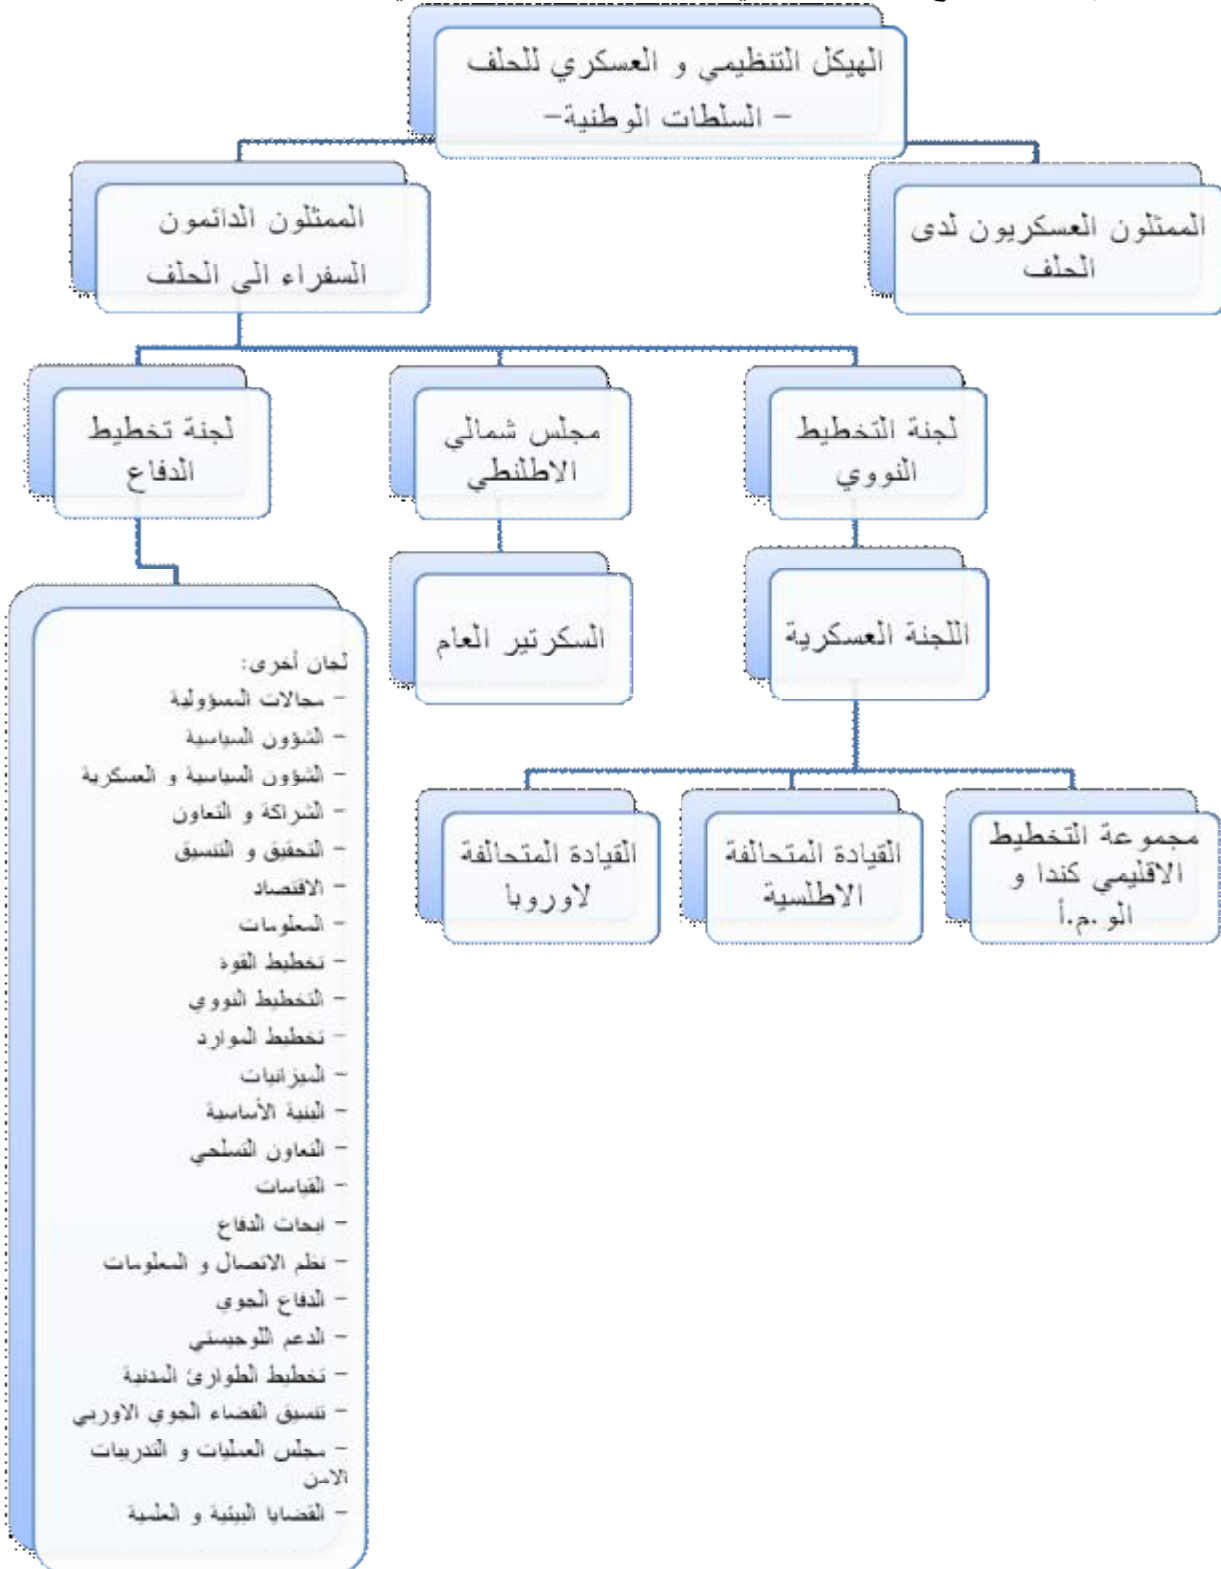 الهيكل التنظيمي و العسكري للحلف
– السلطات الوطنية–
الممثلون العسكريون لدى
الحلف
الممثلون الدائمون
السفراء الى الحلف
لجنة التخطيط
النووي
مجلس شمالي
الاطلنطي
لجنة تخطيط
الدفاع
اللجنة العسكرية
السكرتير العام
مجموعة التخطيط
الاقليمي كندا و
الو.م.أ
القيادة المتحالفة
الاطلسية
القيادة المتحالفة
لاوروبا
لجان أخرى:
– مجالات المسؤولية
– الشؤون السياسية
– الشؤون السياسية و العسكرية
– الشراكة و التعاون
– التحقيق و التنسيق
– الاقتصاد
– المعلومات
– تخطيط القوة
– التخطيط النووي
– تخطيط الموارد
– الميزانيات
– البنية الأساسية
– التعاون التسلحي
– القياسات
– ابحات الدفاع
– نظم الاتصال و المعلومات
– الدفاع الجوي
– الدعم اللوجيستي
– تخطيط الطوارئ المدنية
– تنسيق الفضاء الجوي الاوربي
– مجلس العمليات و التدريبات
الامن
– القضايا البيئية و العلمية